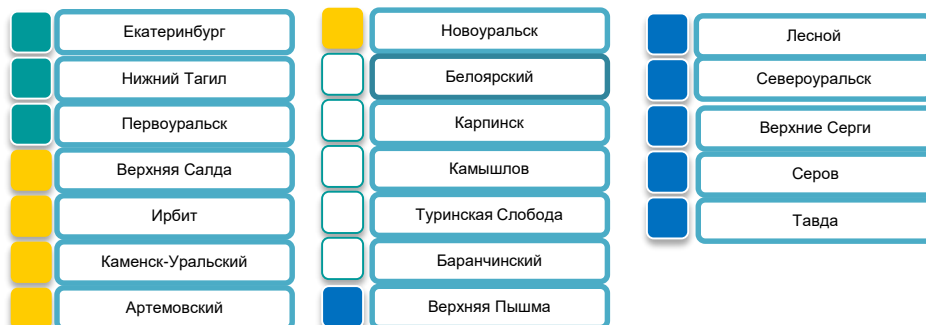 Екатеринбург
Нижний Тагил
Первоуральск
Верхняя Салда
Ирбит
Каменск-Уральский
Артемовский
Новоуральск
Белоярский
Карпинск
Камышлов
Туринская Слобода
Баранчинский
Верхняя Пышма
Лесной
Североуральск
Верхние Серги
Серов
Тавда